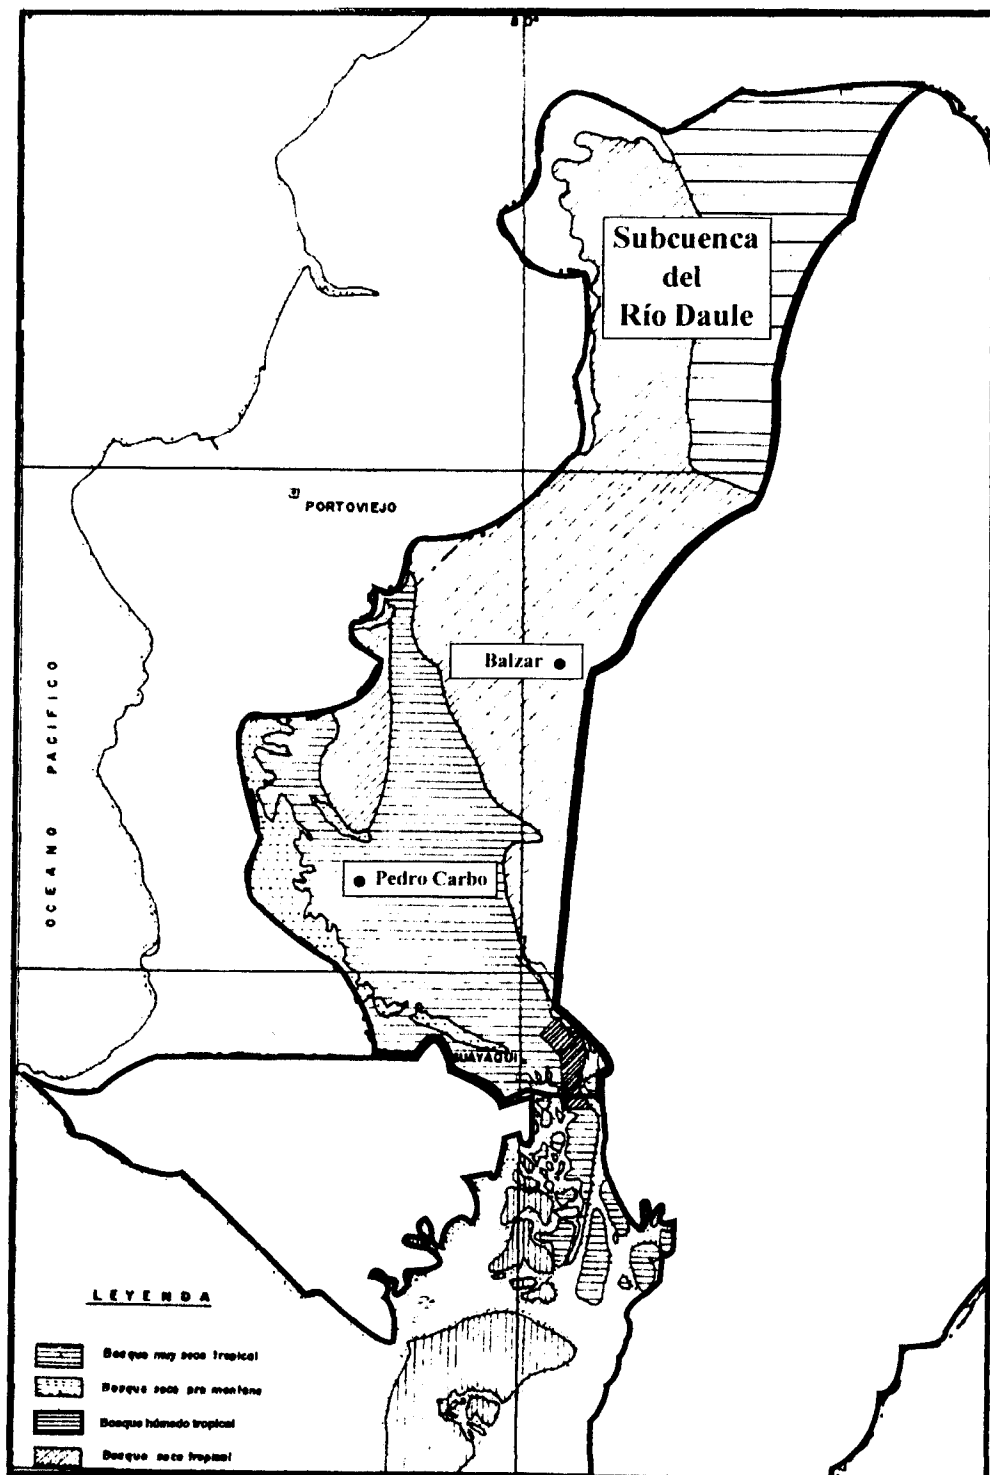 80°
Subcuenca
del
Río Daule
PORTOVIEJO
Balzar
OCEANO PACIFICO
Pedro Carbo
GUAYAQUIL
LEYENDA
Bosque muy seco tropical
Bosque seco pre montano
Bosque húmedo tropical
Bosque seco tropical